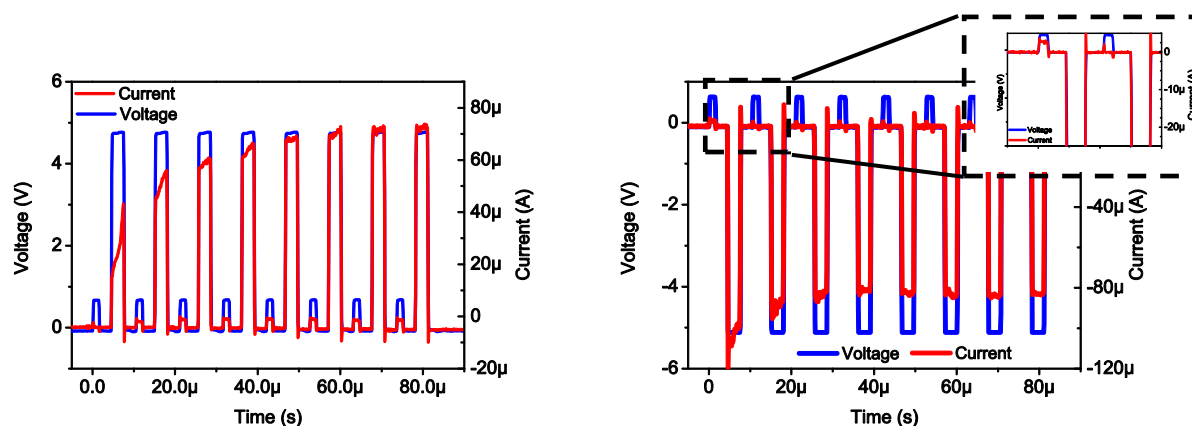 6
4
2
0
Voltage (V)
Current
Voltage
80µ
60µ
40µ
20µ
0
-20µ
Current (A)
0.0
20.0µ
40.0µ
60.0µ
80.0µ
Time (s)
0
-2
-4
-6
Voltage (V)
Voltage
Current
-40µ
-80µ
-120µ
Current (A)
0
20µ
40µ
60µ
80µ
Time (s)
Voltage (V)
Voltage
Current
0
-10µ
-20µ
Current (A)